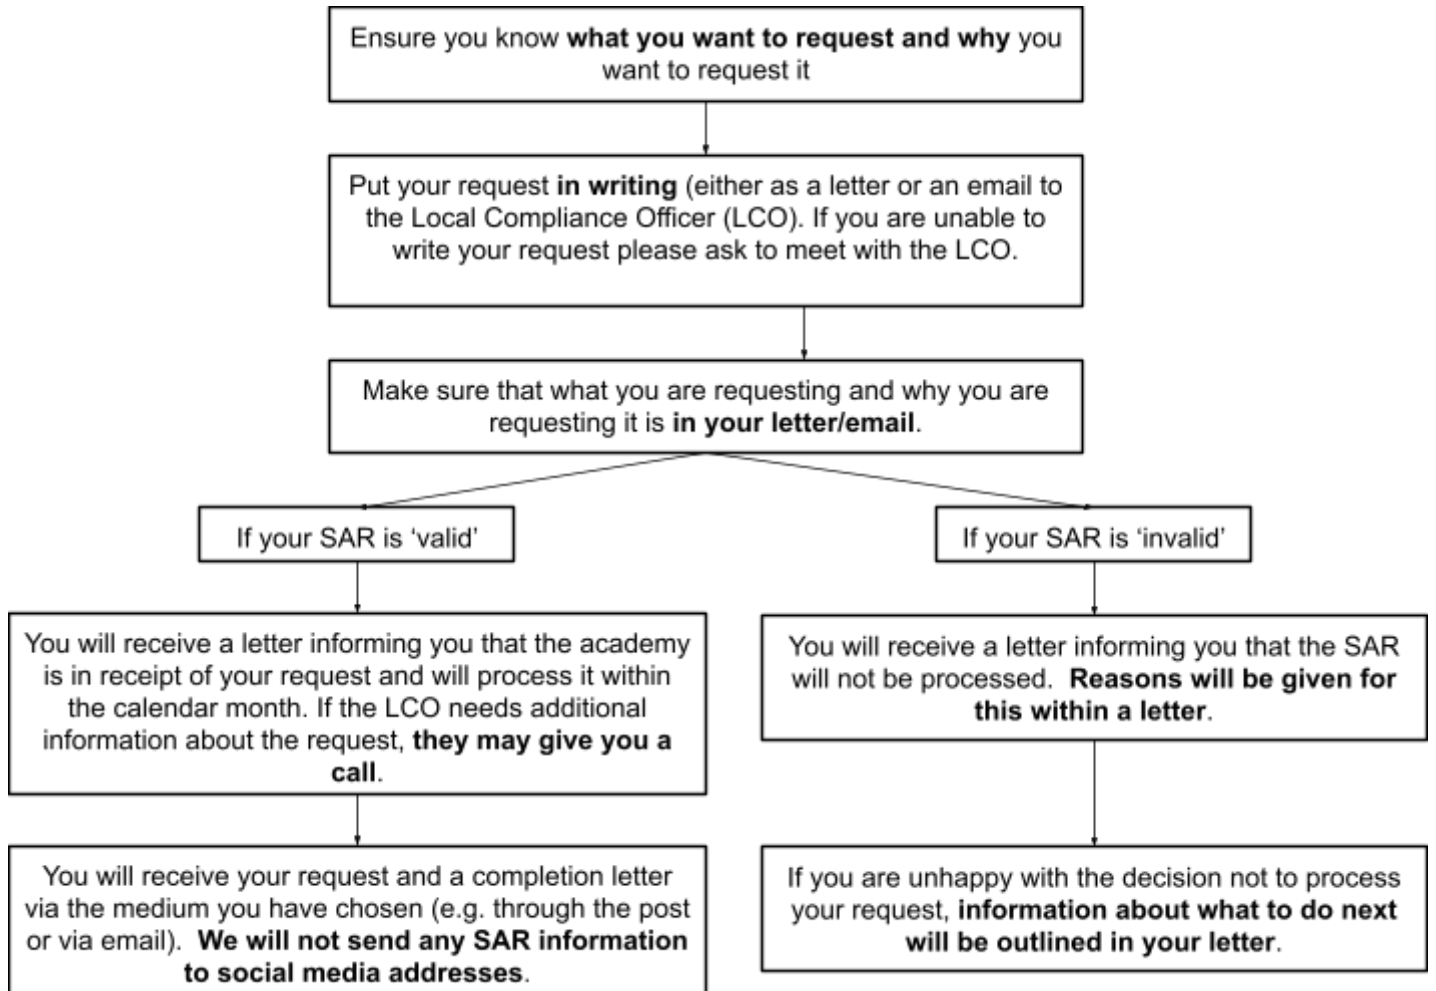 Ensure you know what you want to request and why you
want to request it
Put your request in writing (either as a letter or an email to
the Local Compliance Officer (LCO). If you are unable to
write your request please ask to meet with the LCO.
Make sure that what you are requesting and why you are
requesting it is in your letter/email.
If your SAR is ‘valid’
If your SAR is ‘invalid’
You will receive a letter informing you that the academy
is in receipt of your request and will process it within
the calendar month. If the LCO needs additional
information about the request, they may give you a
call.
You will receive a letter informing you that the SAR
will not be processed.  Reasons will be given for
this within a letter.
You will receive your request and a completion letter
via the medium you have chosen (e.g. through the post
or via email).  We will not send any SAR information
to social media addresses.
If you are unhappy with the decision not to process
your request, information about what to do next
will be outlined in your letter.